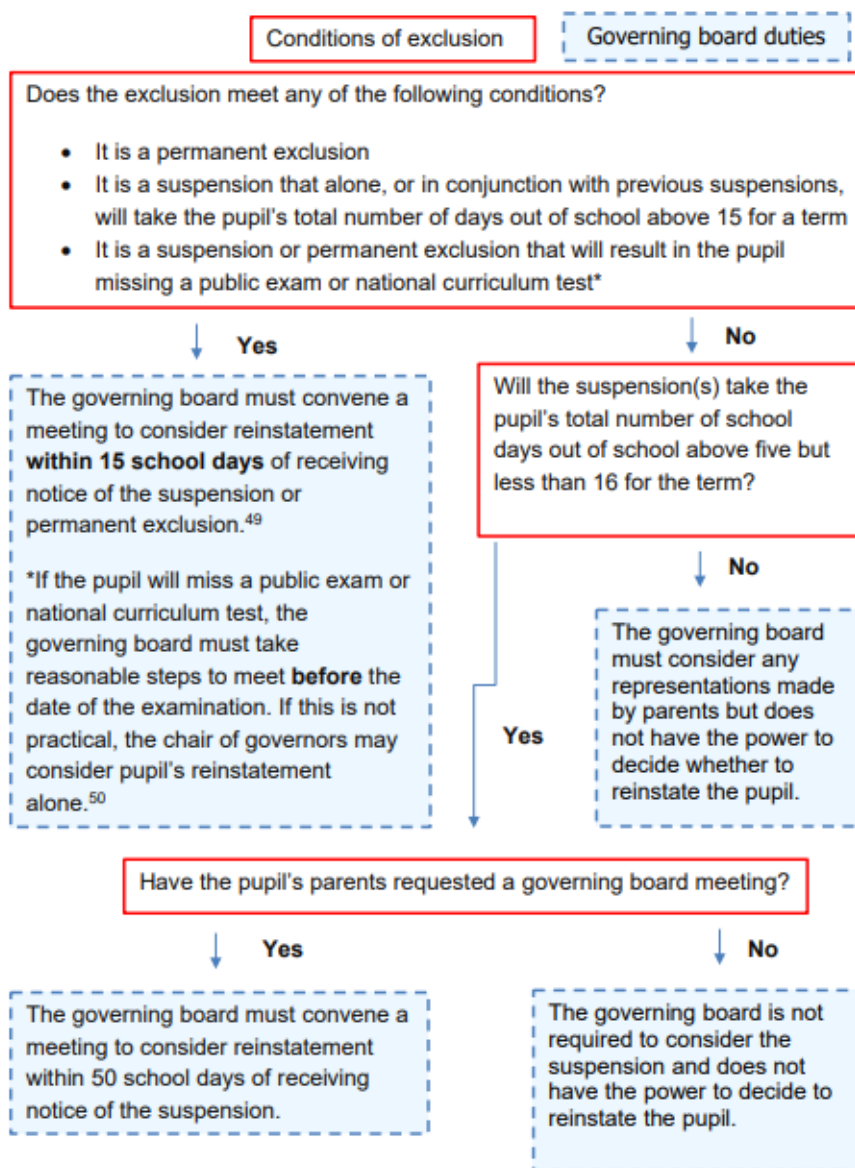 Conditions of exclusion
Governing board duties
Does the exclusion meet any of the following conditions?
• It is a permanent exclusion
• It is a suspension that alone, or in conjunction with previous suspensions,
will take the pupil's total number of days out of school above 15 for a term
• It is a suspension or permanent exclusion that will result in the pupil
missing a public exam or national curriculum test*
Yes
No
The governing board must convene a
meeting to consider reinstatement
within 15 school days of receiving
notice of the suspension or
permanent exclusion.49
*If the pupil will miss a public exam or
national curriculum test, the
governing board must take
reasonable steps to meet before the
date of the examination. If this is not
practical, the chair of governors may
consider pupil's reinstatement
alone.50
Will the suspension(s) take the
pupil's total number of school
days out of school above five but
less than 16 for the term?
No
The governing board
must consider any
representations made
by parents but does
not have the power to
decide whether to
reinstate the pupil.
Yes
Have the pupil's parents requested a governing board meeting?
Yes
No
The governing board must convene a
meeting to consider reinstatement
within 50 school days of receiving
notice of the suspension.
The governing board is not
required to consider the
suspension and does not
have the power to decide to
reinstate the pupil.